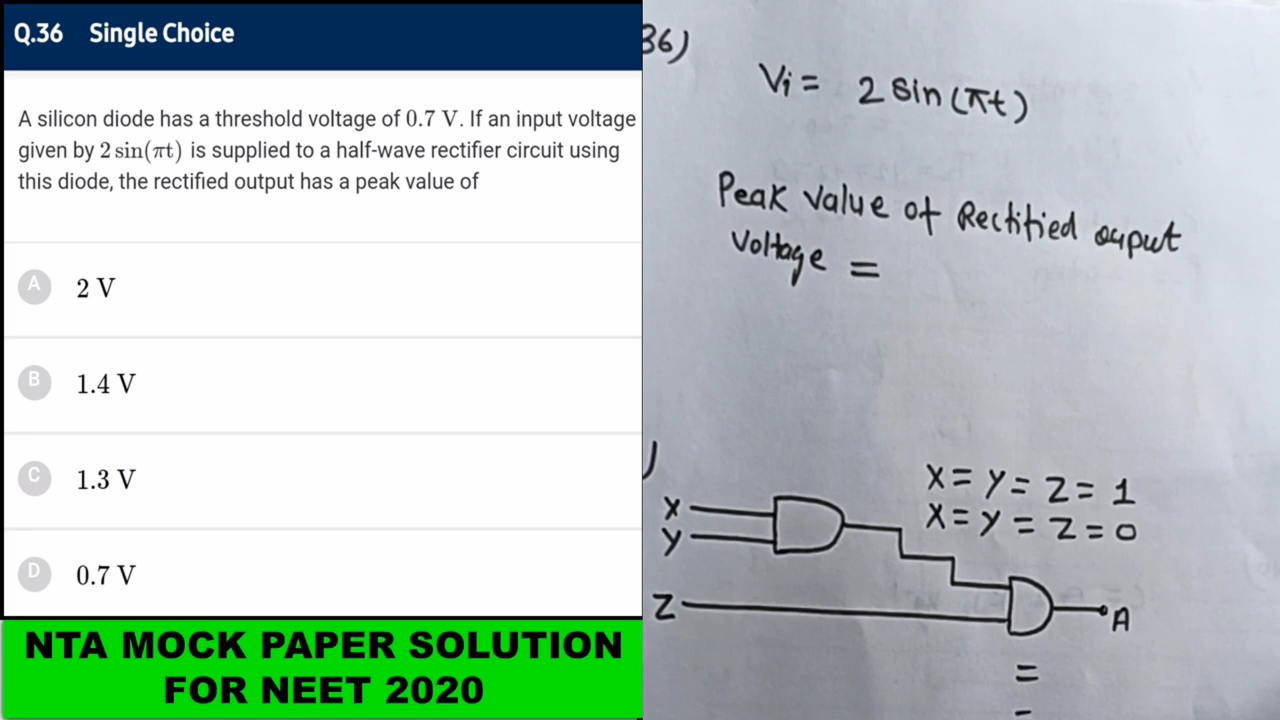 Q.36 Single Choice
A silicon diode has a threshold voltage of 0.7 V. If an input voltage
given by 2 sin(πt) is supplied to a half-wave rectifier circuit using
this diode, the rectified output has a peak value of
A 2 V
B 1.4 V
C 1.3 V
D 0.7 V
NTA MOCK PAPER SOLUTION
FOR NEET 2020
36)
Vi = 2 sin(πt)
Peak value of Rectified ouput
voltage =
)
X = Y = Z = 1
X = Y = Z = 0
X
Y
Z
A
=